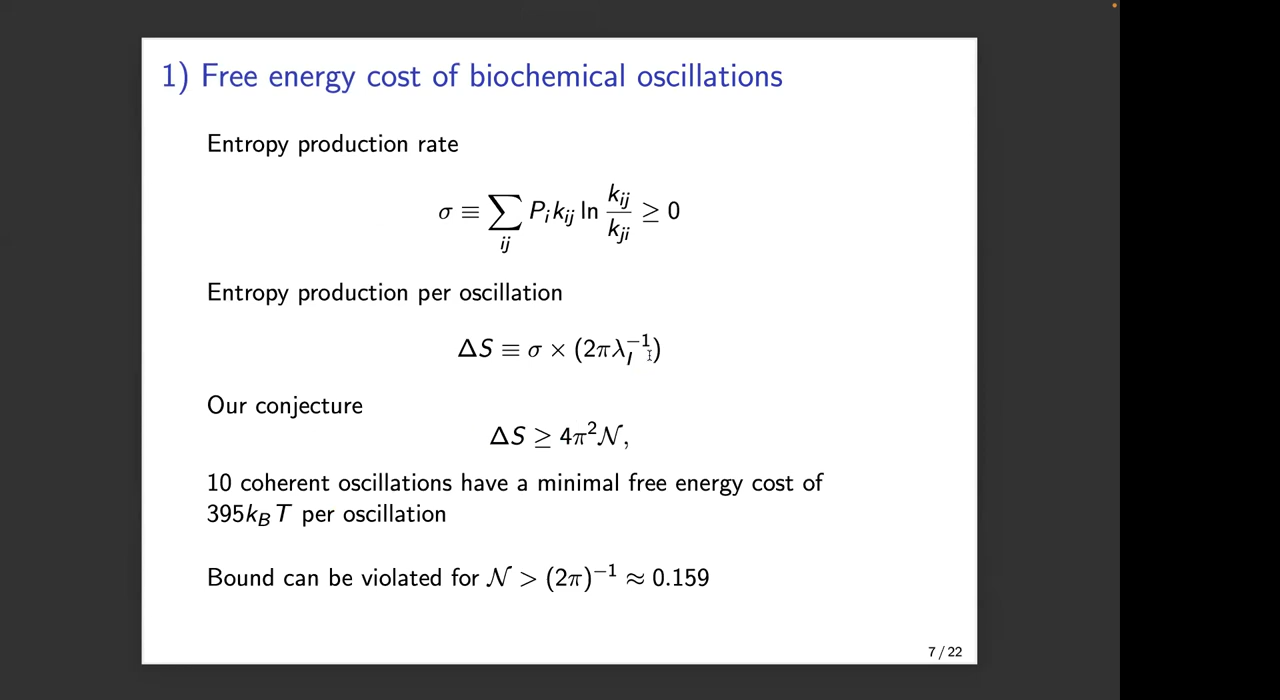 1) Free energy cost of biochemical oscillations
Entropy production rate
σ ≡ ∑_{ij} P_i k_{ij} ln \frac{k_{ij}}{k_{ji}} ≥ 0
Entropy production per oscillation
ΔS ≡ σ × (2πλ_I^{−1})
Our conjecture
ΔS ≥ 4π²𝒩,
10 coherent oscillations have a minimal free energy cost of
395k_B T per oscillation
Bound can be violated for 𝒩 > (2π)^{−1} ≈ 0.159
7 / 22